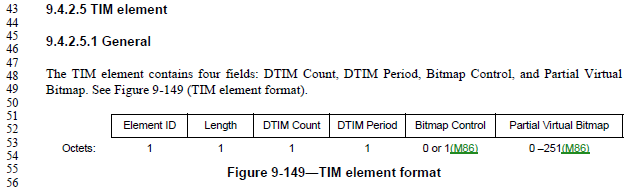 43 9.4.2.5 TIM element
44
45
46 9.4.2.5.1 General
47
48 The TIM element contains four fields: DTIM Count, DTIM Period, Bitmap Control, and Partial Virtual
49 Bitmap. See Figure 9-149 (TIM element format).
50
51
52 Element ID Length DTIM Count DTIM Period Bitmap Control Partial Virtual Bitmap
53
54 Octets: 1 1 1 1 0 or 1(M86) 0–251(M86)
55 Figure 9-149—TIM element format
56